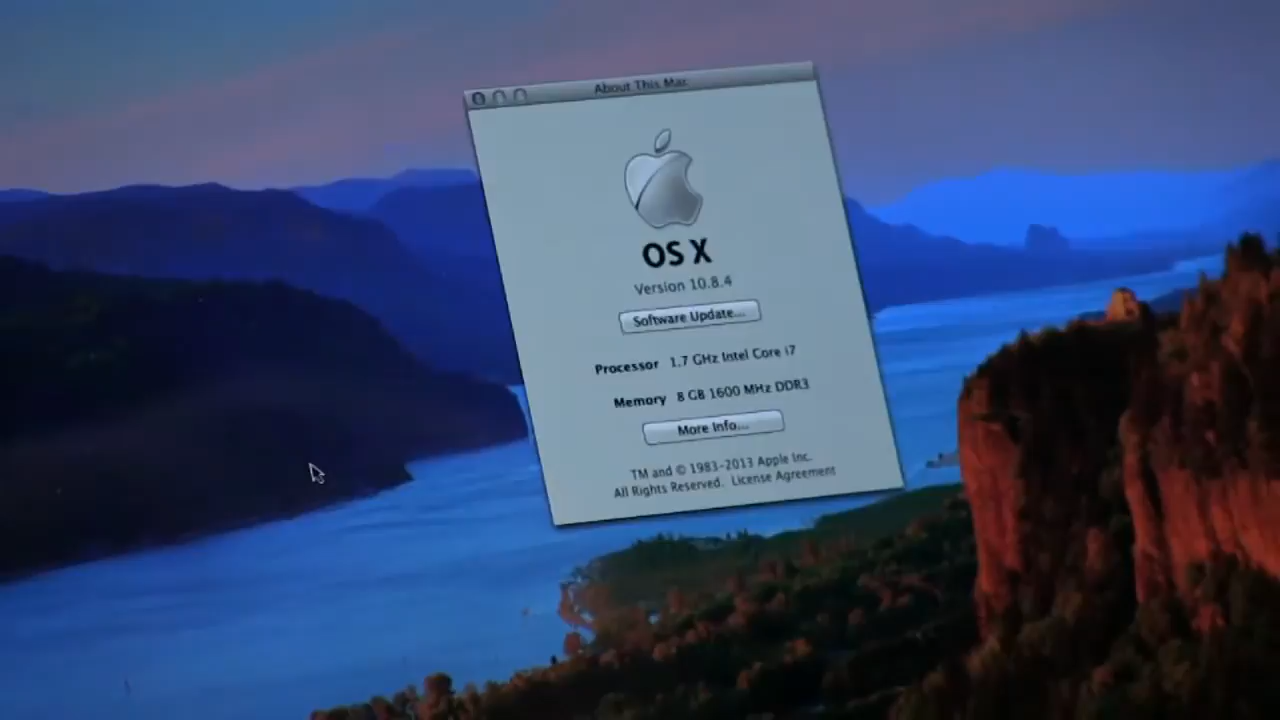 About This Mac
OS X
Version 10.8.4
Software Update...
Processor 1.7 GHz Intel Core i7
Memory 8 GB 1600 MHz DDR3
More Info...
TM and © 1983-2013 Apple Inc.
All Rights Reserved. License Agreement